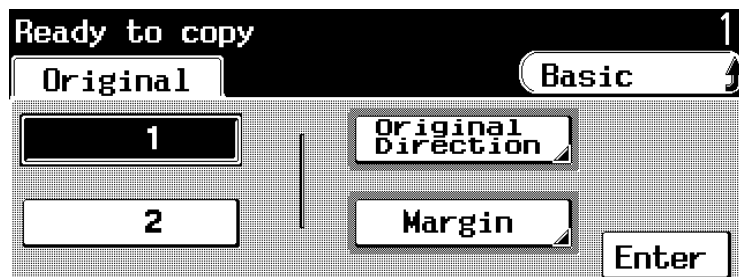 Ready to copy 1
Original Basic
1 Original Direction
2 Margin
Enter